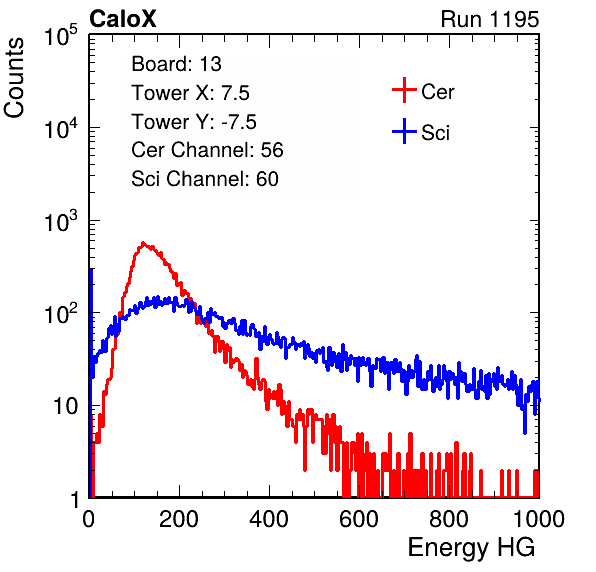 CaloX Run 1195
Counts
10^5
10^4
10^3
10^2
10
1
Board: 13
Tower X: 7.5
Tower Y: -7.5
Cer Channel: 56
Sci Channel: 60
Cer
Sci
0 200 400 600 800 1000
Energy HG